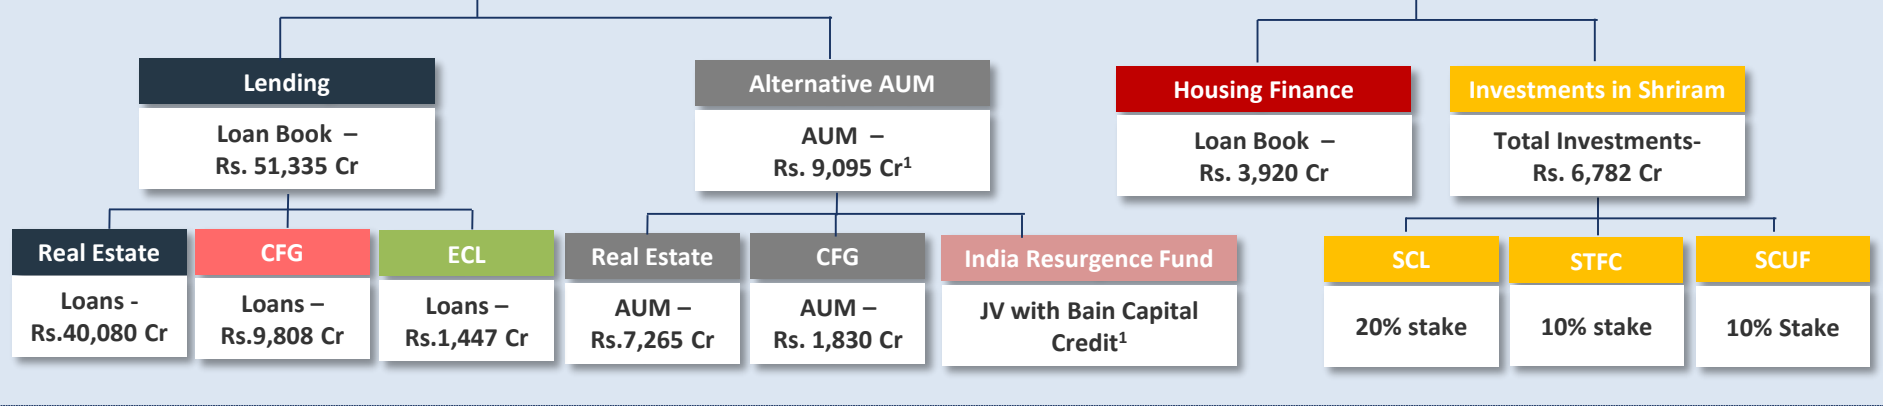 Lending
Loan Book –
Rs. 51,335 Cr
Alternative AUM
AUM –
Rs. 9,095 Cr¹
Housing Finance
Loan Book –
Rs. 3,920 Cr
Investments in Shriram
Total Investments-
Rs. 6,782 Cr
Real Estate
Loans -
Rs.40,080 Cr
CFG
Loans –
Rs.9,808 Cr
ECL
Loans –
Rs.1,447 Cr
Real Estate
AUM –
Rs.7,265 Cr
CFG
AUM –
Rs. 1,830 Cr
India Resurgence Fund
JV with Bain Capital
Credit¹
SCL
20% stake
STFC
10% stake
SCUF
10% Stake